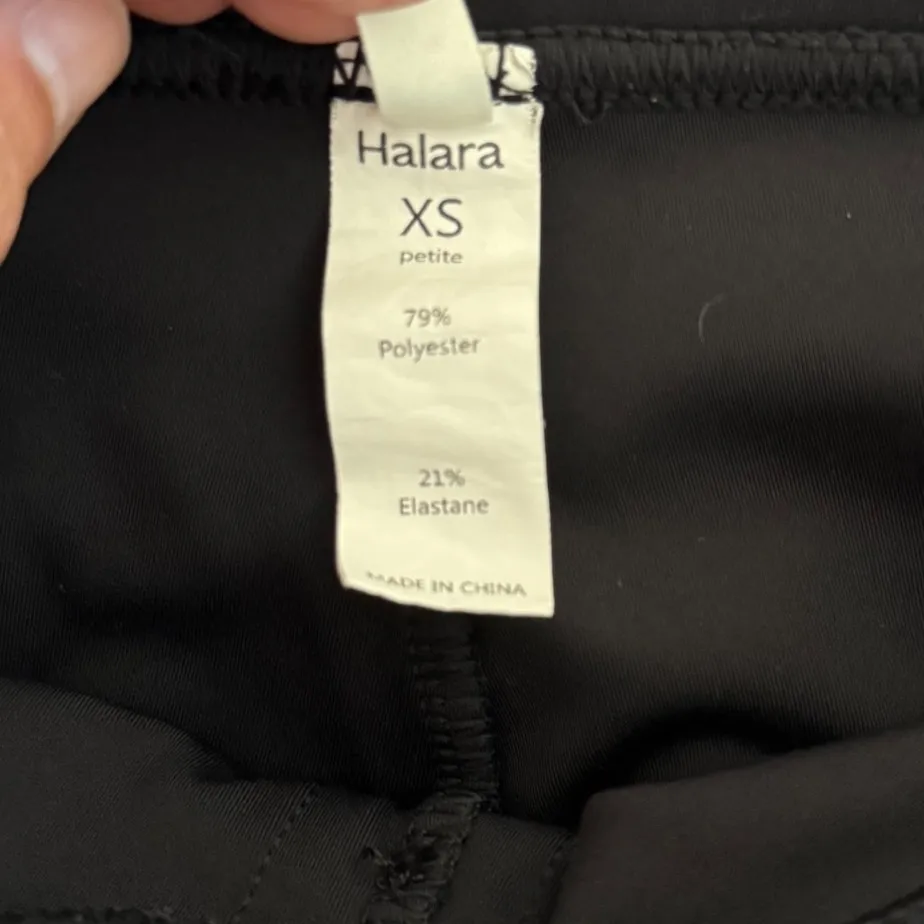 Halara
XS
petite
79%
Polyester
21%
Elastane
MADE IN CHINA